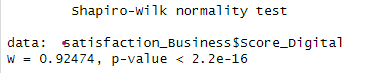 Shapiro-Wilk normality test
data: satisfaction_Business$Score_Digital
W = 0.92474, p-value < 2.2e-16